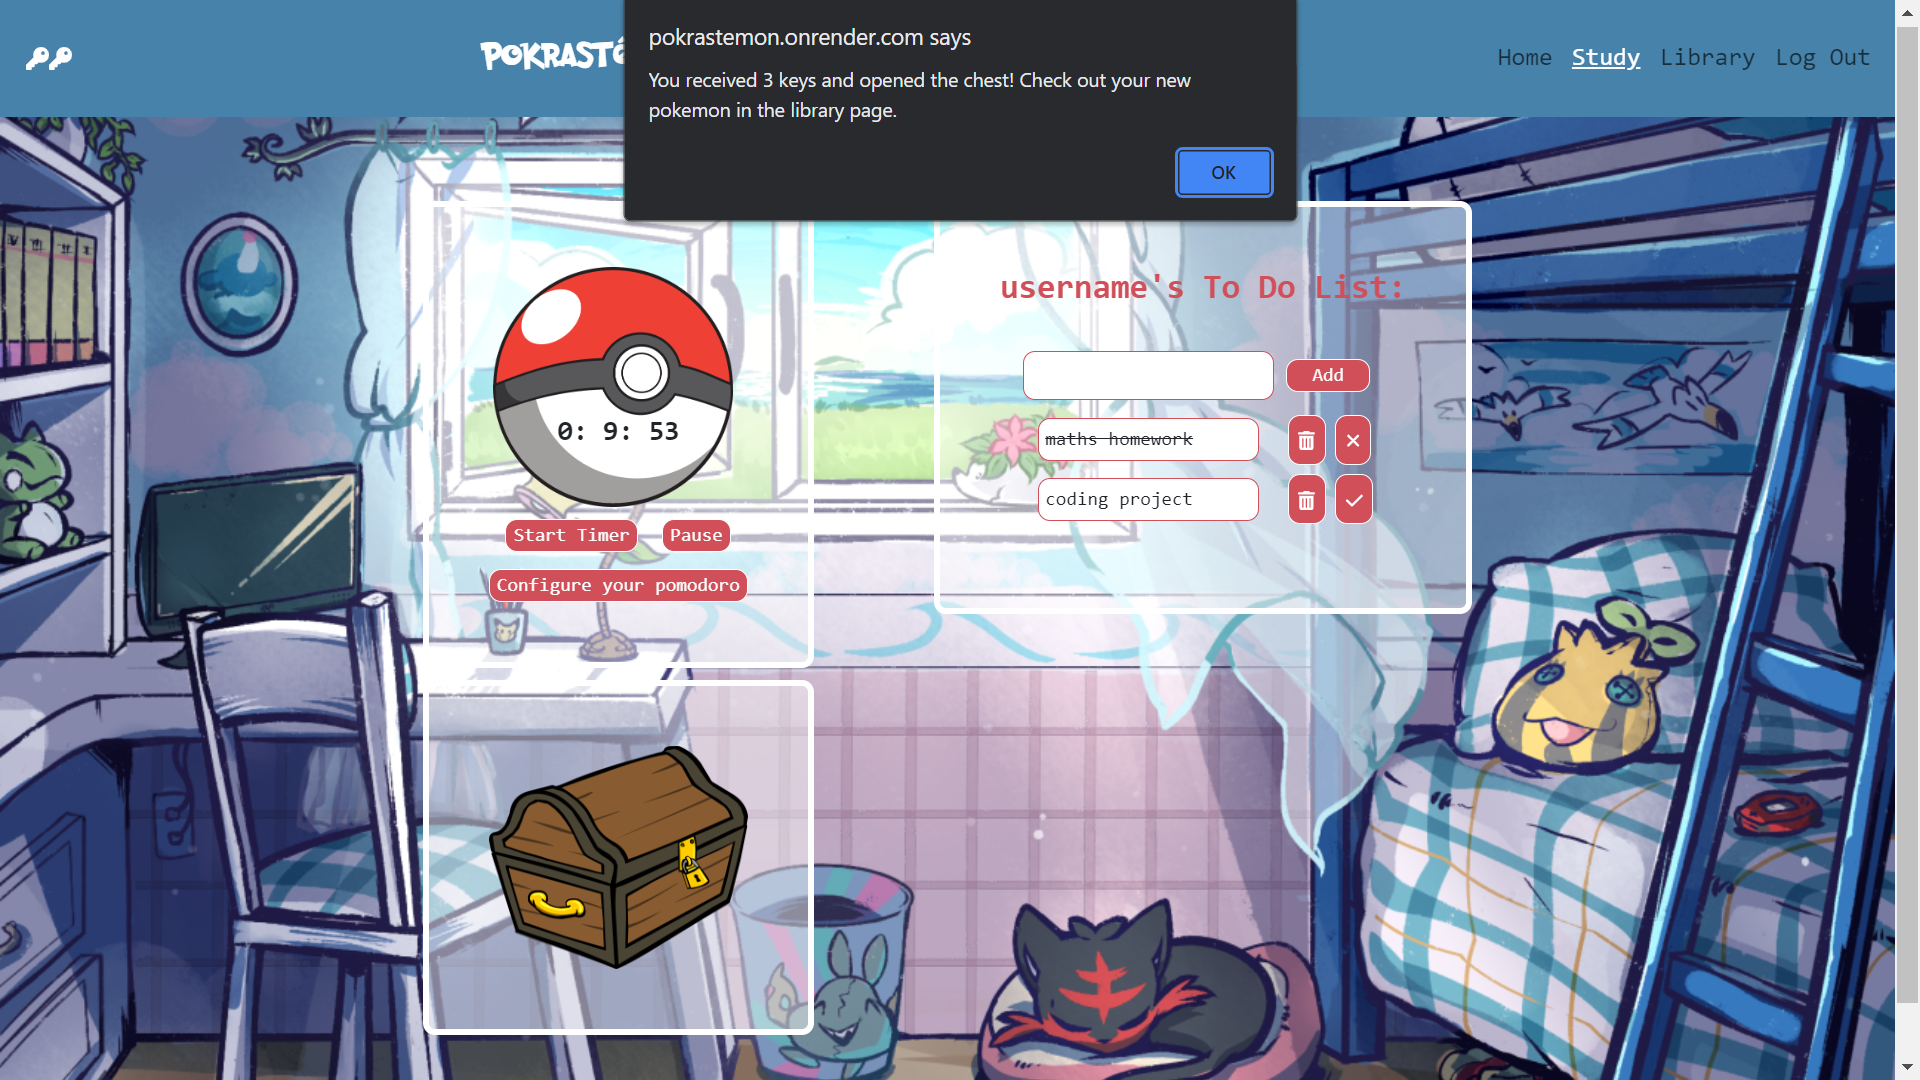 pokrastemon.onrender.com says
You received 3 keys and opened the chest! Check out your new
pokemon in the library page.
OK
Home Study Library Log Out
username's To Do List:
Add
maths homework
coding project
0: 9: 53
Start Timer Pause
Configure your pomodoro